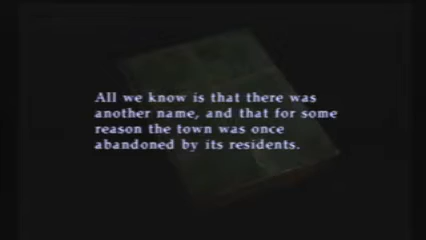 All we know is that there was
another name, and that for some
reason the town was once
abandoned by its residents.